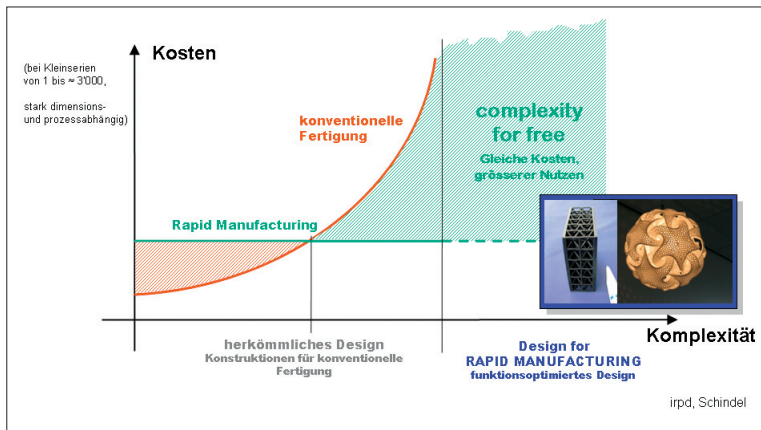 Kosten
(bei Kleinserien
von 1 bis ≈ 3'000,
stark dimensions-
und prozessabhängig)
konventionelle
Fertigung
complexity
for free
Gleiche Kosten,
grösserer Nutzen
Rapid Manufacturing
Komplexität
herkömmliches Design
Konstruktionen für konventionelle
Fertigung
Design for
RAPID MANUFACTURING
funktionsoptimiertes Design
irpd, Schindel